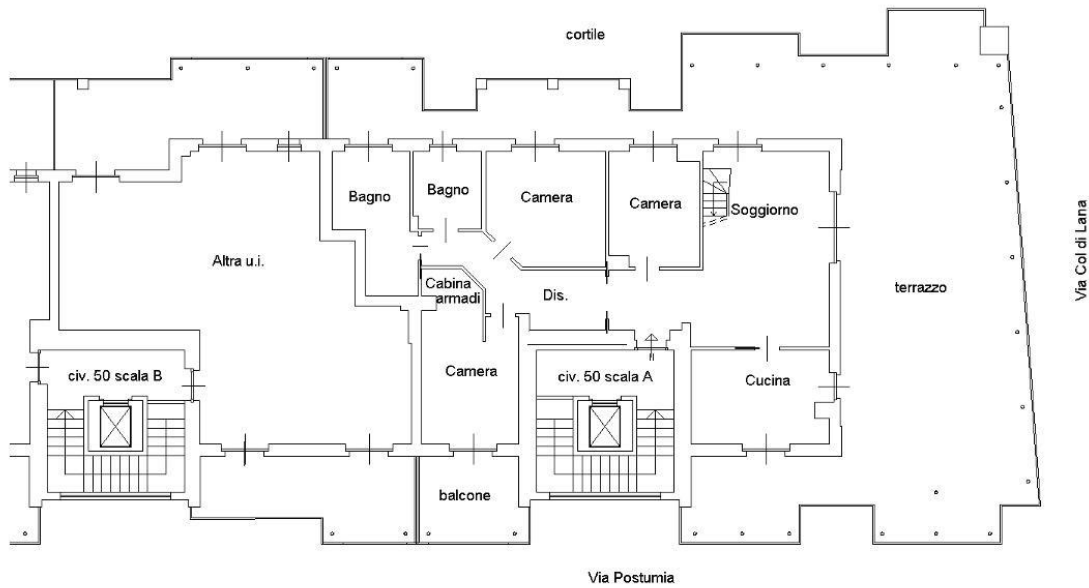 cortile
Bagno
Bagno
Camera
Camera
Soggiorno
Altra u.i.
Cabina
armadi
Dis.
terrazzo
Via Col di Lana
civ. 50 scala B
Camera
civ. 50 scala A
Cucina
balcone
Via Postumia